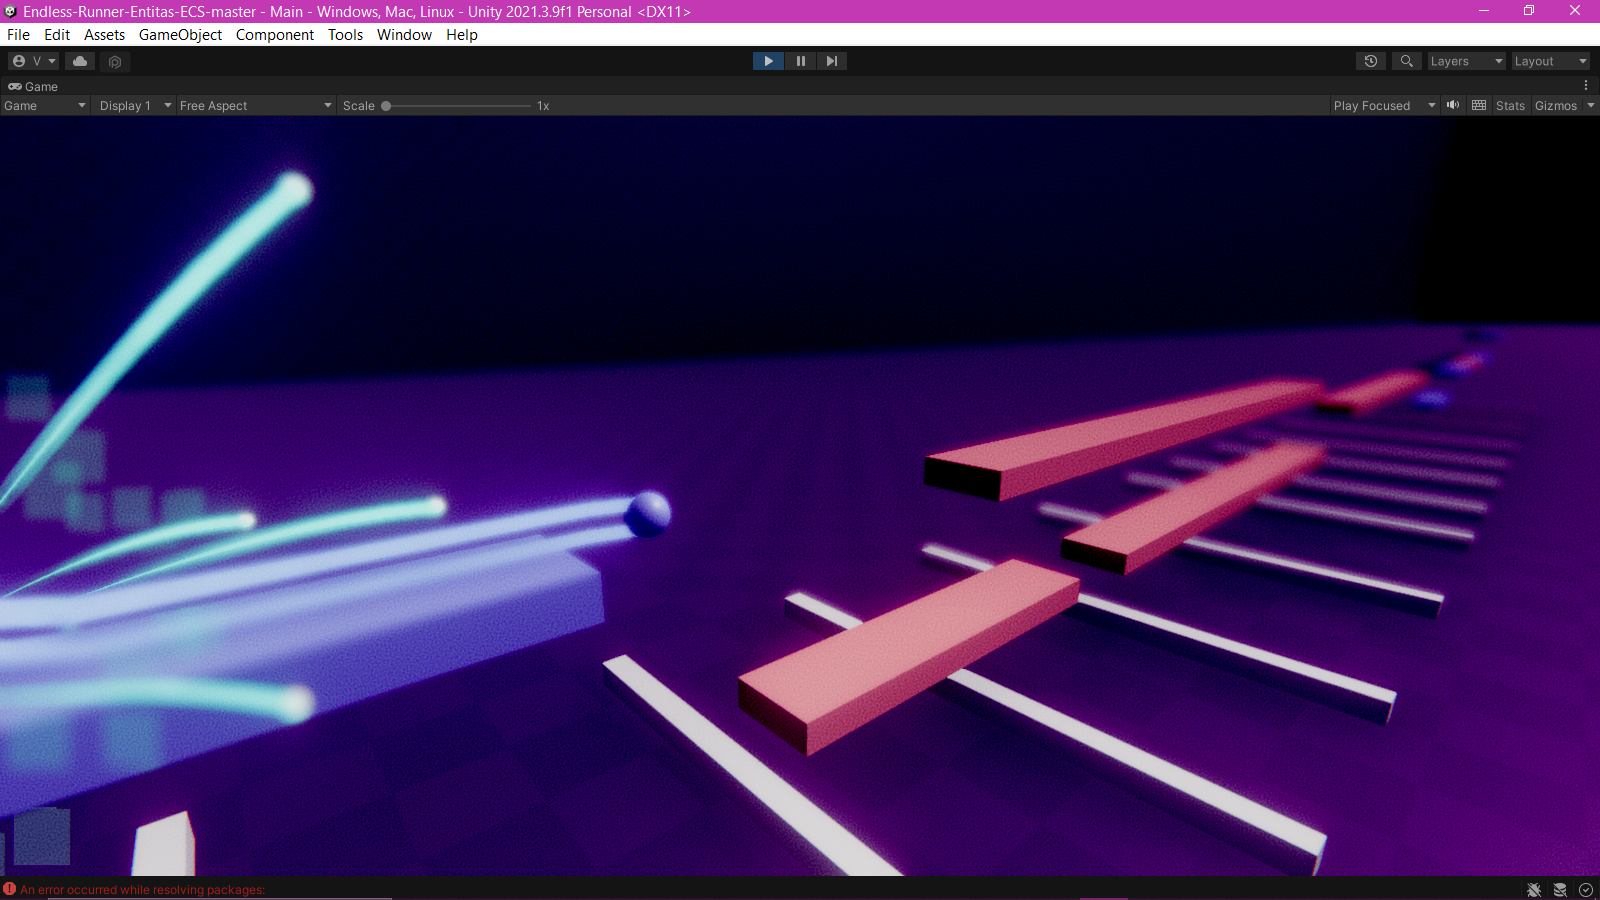 Endless-Runner-Entitas-ECS-master - Main - Windows, Mac, Linux - Unity 2021.3.9f1 Personal <DX11>
File Edit Assets GameObject Component Tools Window Help
V Layers Layout
Game
Game Display 1 Free Aspect Scale 1x Play Focused Stats Gizmos
An error occurred while resolving packages: